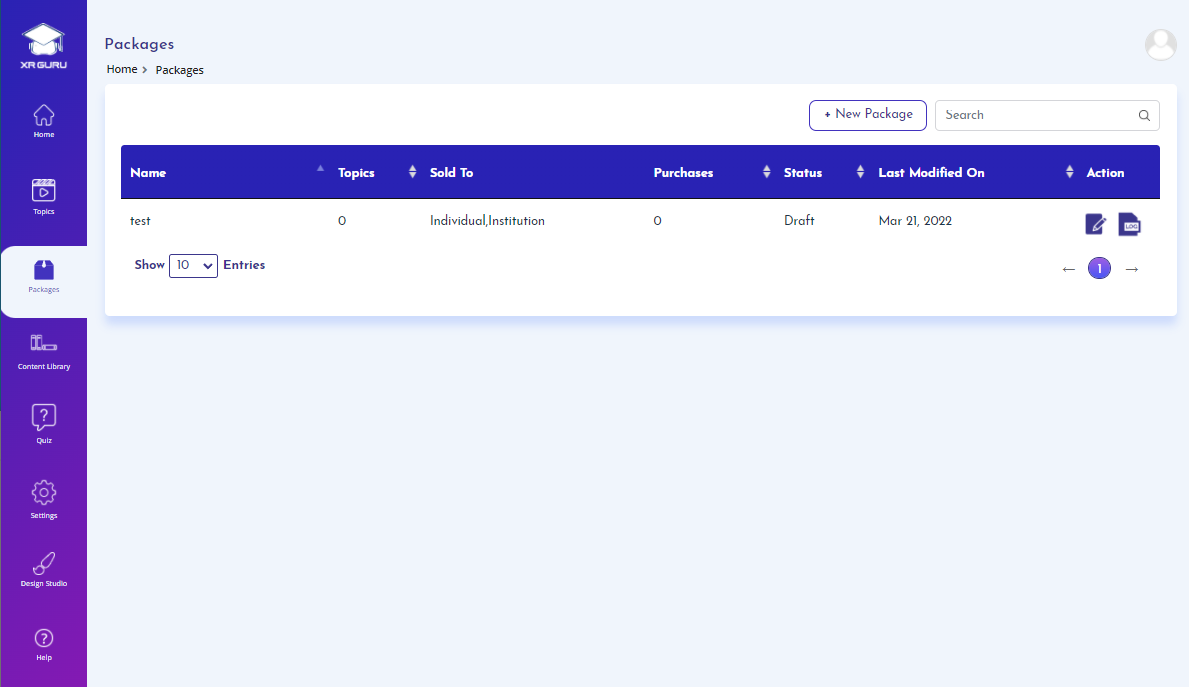 XR GURU
Home
Topics
Packages
Content Library
Quiz
Settings
Design Studio
Help
Packages
Home > Packages
+ New Package
Search
Name Topics Sold To Purchases Status Last Modified On Action
test 0 Individual,Institution 0 Draft Mar 21, 2022 LOG
Show 10 Entries
← 1 →